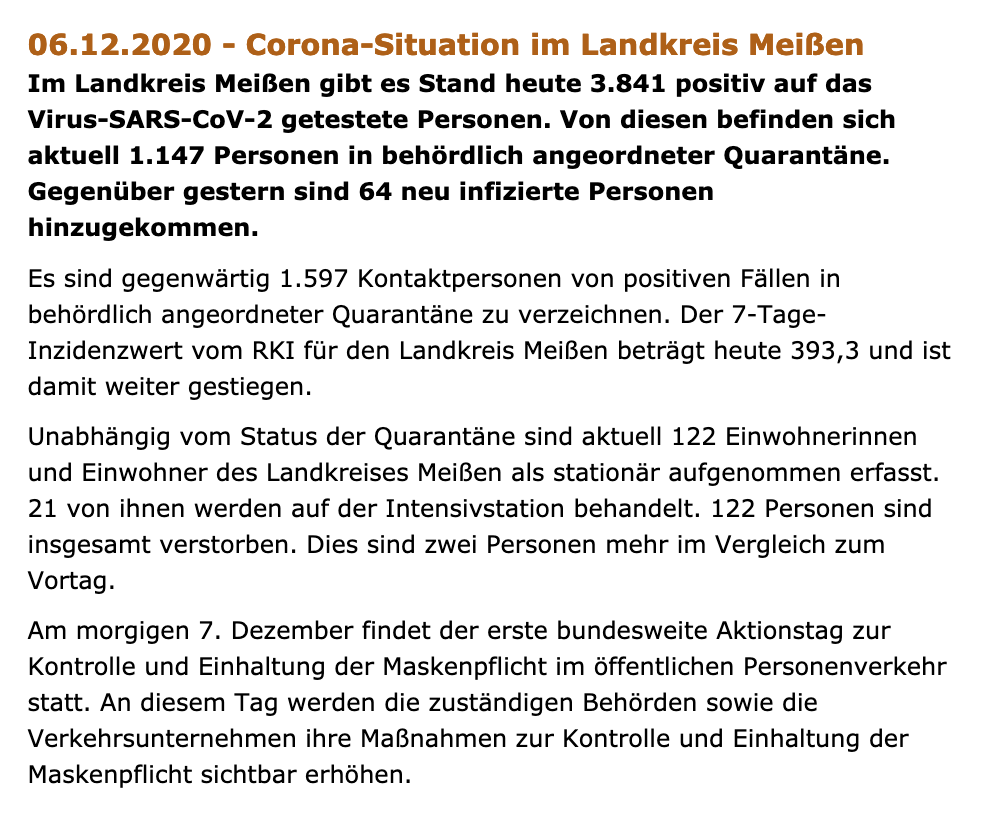 06.12.2020 - Corona-Situation im Landkreis Meißen
Im Landkreis Meißen gibt es Stand heute 3.841 positiv auf das
Virus-SARS-CoV-2 getestete Personen. Von diesen befinden sich
aktuell 1.147 Personen in behördlich angeordneter Quarantäne.
Gegenüber gestern sind 64 neu infizierte Personen
hinzugekommen.
Es sind gegenwärtig 1.597 Kontaktpersonen von positiven Fällen in
behördlich angeordneter Quarantäne zu verzeichnen. Der 7-Tage-
Inzidenzwert vom RKI für den Landkreis Meißen beträgt heute 393,3 und ist
damit weiter gestiegen.
Unabhängig vom Status der Quarantäne sind aktuell 122 Einwohnerinnen
und Einwohner des Landkreises Meißen als stationär aufgenommen erfasst.
21 von ihnen werden auf der Intensivstation behandelt. 122 Personen sind
insgesamt verstorben. Dies sind zwei Personen mehr im Vergleich zum
Vortag.
Am morgigen 7. Dezember findet der erste bundesweite Aktionstag zur
Kontrolle und Einhaltung der Maskenpflicht im öffentlichen Personenverkehr
statt. An diesem Tag werden die zuständigen Behörden sowie die
Verkehrsunternehmen ihre Maßnahmen zur Kontrolle und Einhaltung der
Maskenpflicht sichtbar erhöhen.